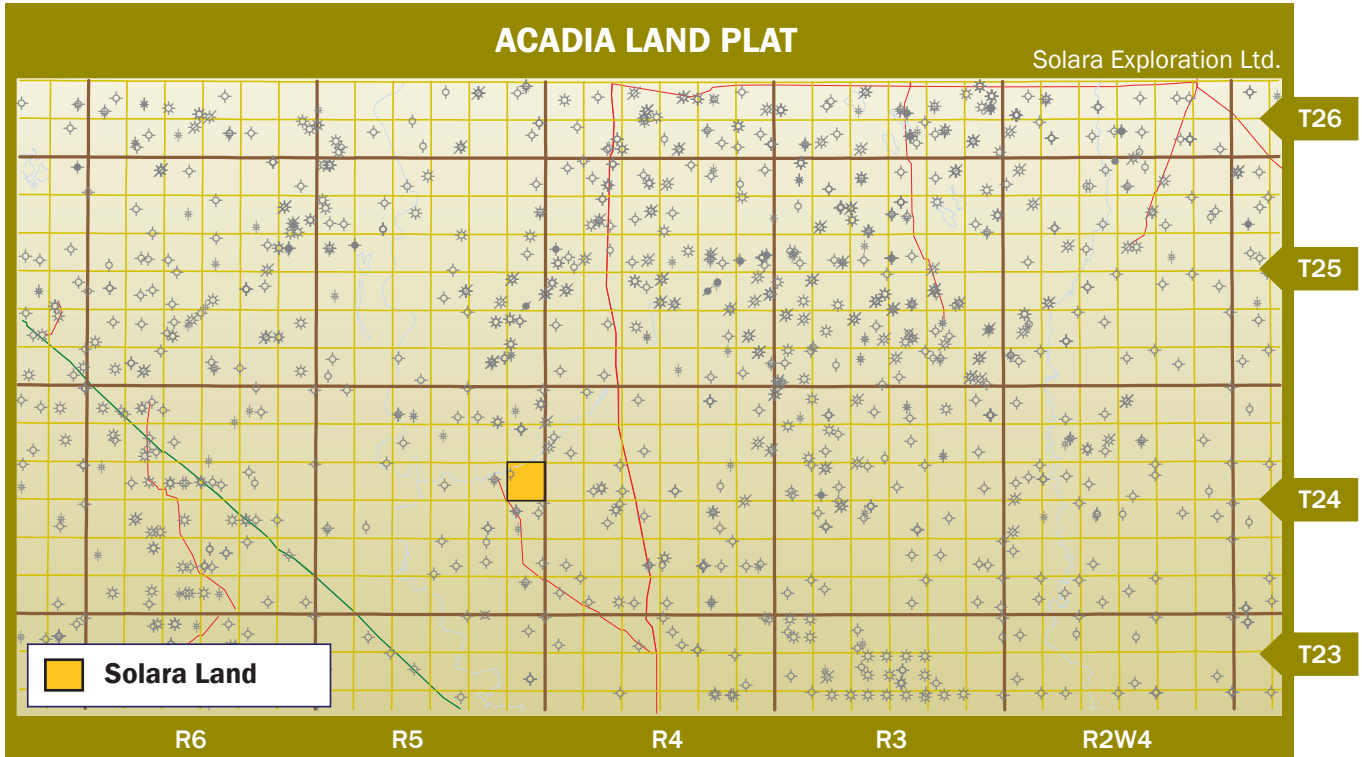 ACADIA LAND PLAT
Solara Exploration Ltd.
T26
T25
T24
T23
Solara Land
R6 R5 R4 R3 R2W4